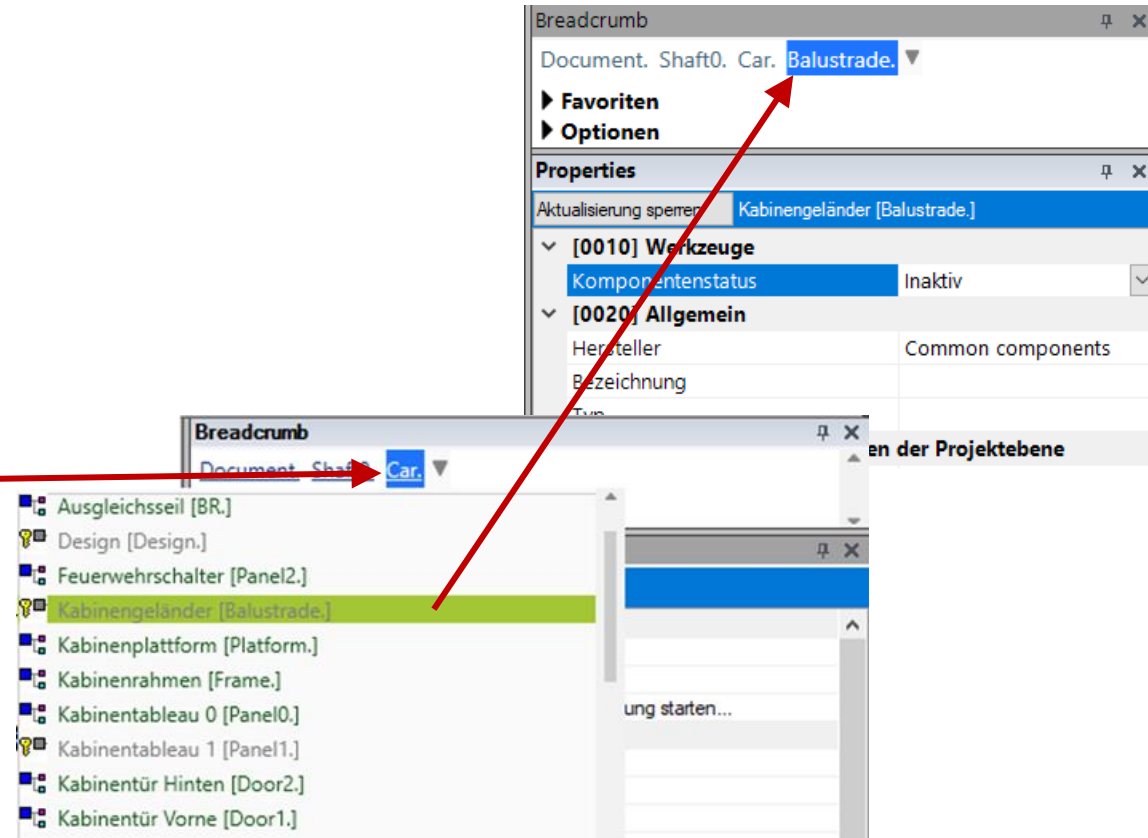 Breadcrumb
Document. Shaft0. Car. Balustrade.
Favoriten
Optionen
Properties
Aktualisierung sperren Kabinengeländer [Balustrade.]
[0010] Werkzeuge
Komponentenstatus Inaktiv
[0020] Allgemein
Hersteller Common components
Bezeichnung
Typ
en der Projektebene
Breadcrumb
Document. Shaft0. Car.
Ausgleichsseil [BR.]
Design [Design.]
Feuerwehrschalter [Panel2.]
Kabinengeländer [Balustrade.]
Kabinenplattform [Platform.]
Kabinenrahmen [Frame.]
Kabinentableau 0 [Panel0.]
ung starten...
Kabinentableau 1 [Panel1.]
Kabinentür Hinten [Door2.]
Kabinentür Vorne [Door1.]